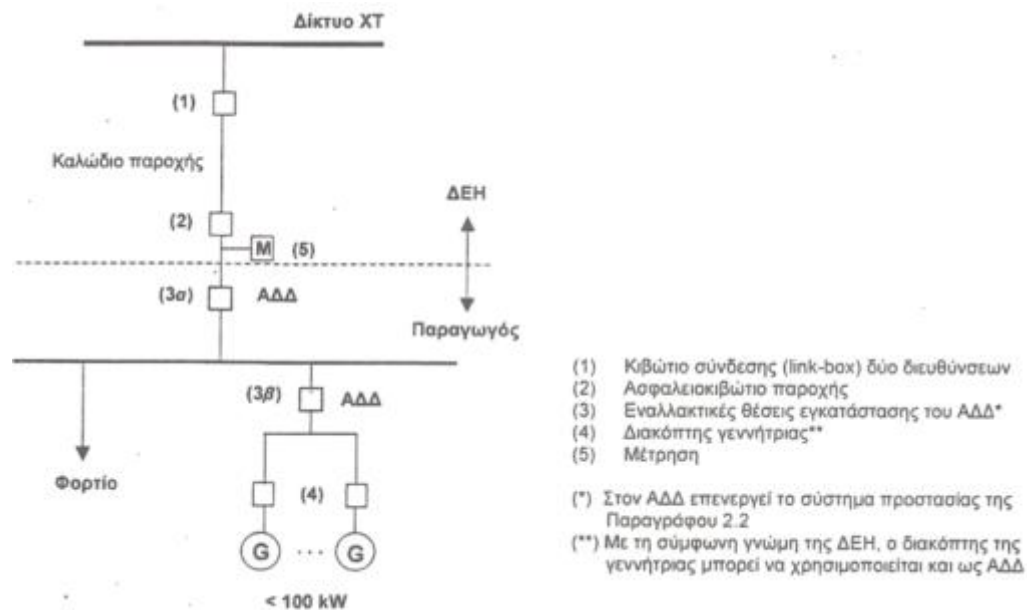 Δίκτυο ΧΤ
(1)
Καλώδιο παροχής
ΔΕΗ
(2)
M (5)
(3α) ΑΔΔ
Παραγωγός
(3β) ΑΔΔ
Φορτίο
(4)
G ... G
< 100 kW
(1) Κιβώτιο σύνδεσης (link-box) δύο διευθύνσεων
(2) Ασφαλειοκιβώτιο παροχής
(3) Εναλλακτικές θέσεις εγκατάστασης του ΑΔΔ*
(4) Διακόπτης γεννήτριας**
(5) Μέτρηση
(*) Στον ΑΔΔ επενεργεί το σύστημα προστασίας της
Παραγράφου 2.2
(**) Με τη σύμφωνη γνώμη της ΔΕΗ, ο διακόπτης της
γεννήτριας μπορεί να χρησιμοποιείται και ως ΑΔΔ